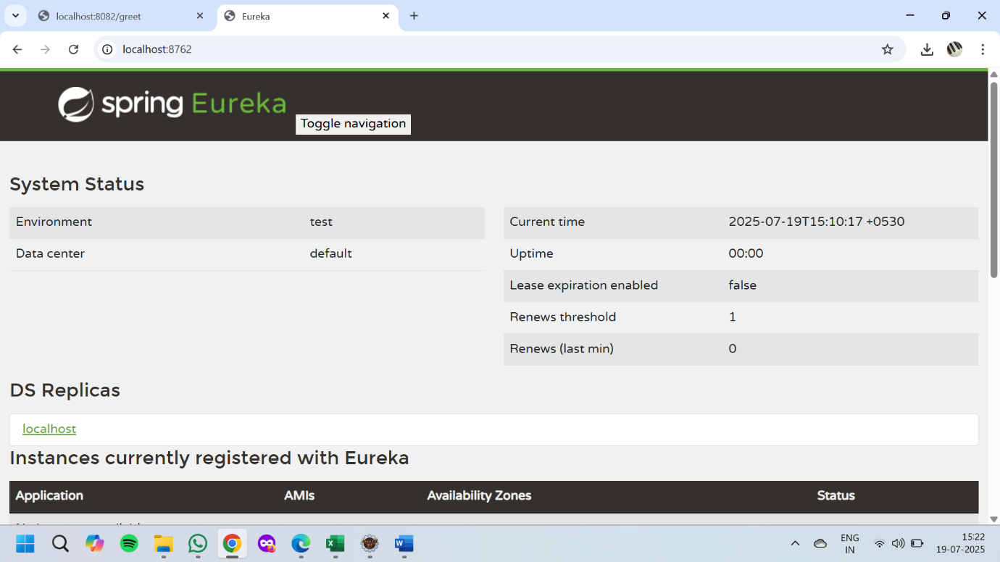 localhost:8082/greet
Eureka
localhost:8762
spring Eureka
Toggle navigation
System Status
Environment test
Data center default
Current time 2025-07-19T15:10:17 +0530
Uptime 00:00
Lease expiration enabled false
Renews threshold 1
Renews (last min) 0
DS Replicas
localhost
Instances currently registered with Eureka
Application AMIs Availability Zones Status
ENG
IN
15:22
19-07-2025